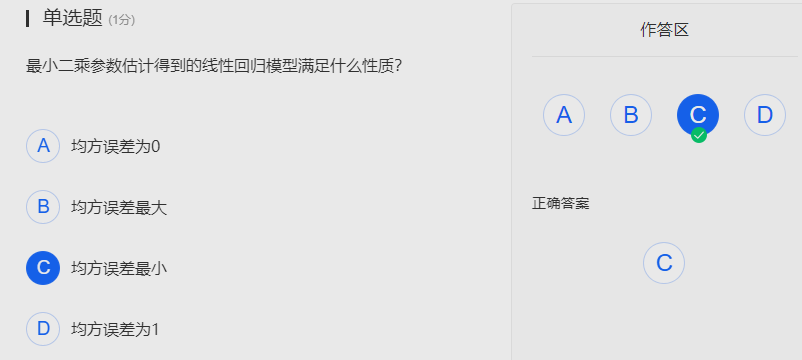 单选题 (1分)
最小二乘参数估计得到的线性回归模型满足什么性质?
A 均方误差为0
B 均方误差最大
C 均方误差最小
D 均方误差为1
作答区
A B C D
正确答案
C